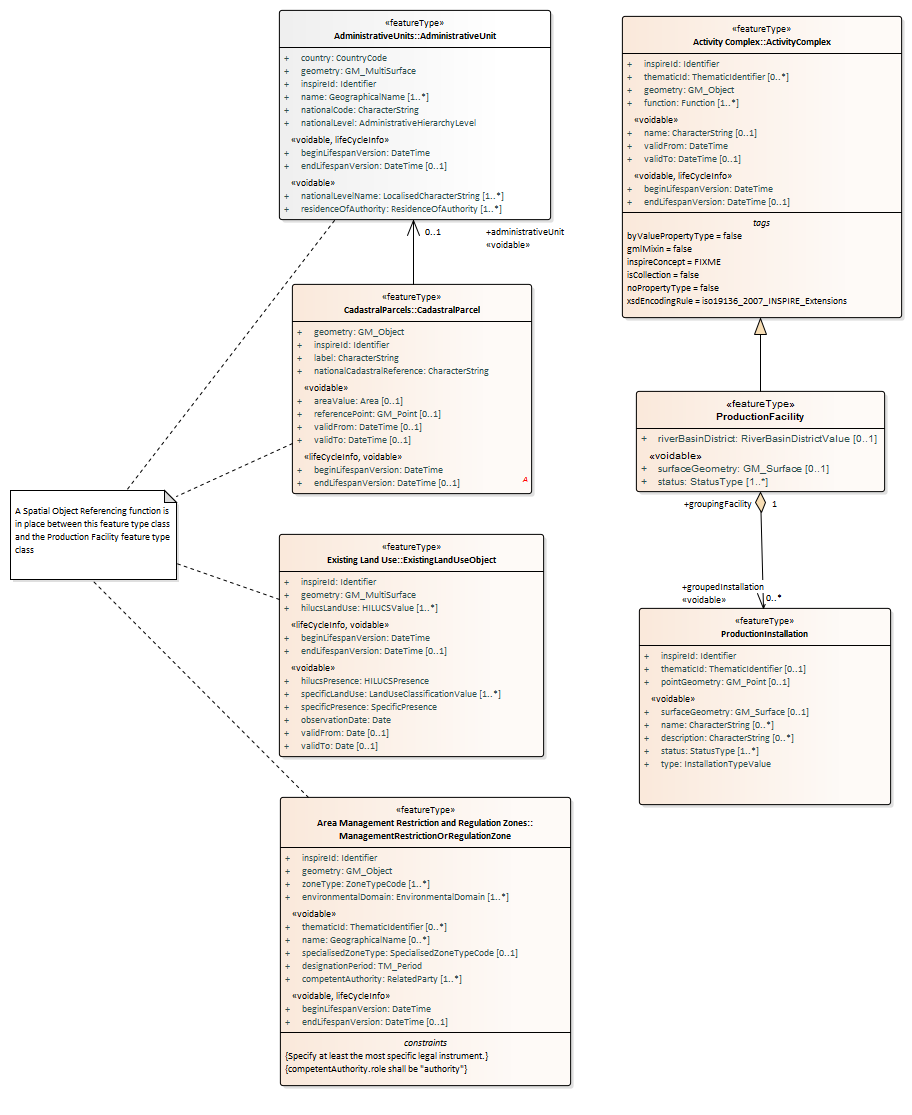 «featureType»
AdministrativeUnits::AdministrativeUnit
+ country: CountryCode
+ geometry: GM_MultiSurface
+ inspireId: Identifier
+ name: GeographicalName [1..*]
+ nationalCode: CharacterString
+ nationalLevel: AdministrativeHierarchyLevel
«voidable, lifeCycleInfo»
+ beginLifespanVersion: DateTime
+ endLifespanVersion: DateTime [0..1]
«voidable»
+ nationalLevelName: LocalisedCharacterString [1..*]
+ residenceOfAuthority: ResidenceOfAuthority [1..*]
0..1
+administrativeUnit
«voidable»
«featureType»
CadastralParcels::CadastralParcel
+ geometry: GM_Object
+ inspireId: Identifier
+ label: CharacterString
+ nationalCadastralReference: CharacterString
«voidable»
+ areaValue: Area [0..1]
+ referencePoint: GM_Point [0..1]
+ validFrom: DateTime [0..1]
+ validTo: DateTime [0..1]
«lifeCycleInfo, voidable»
+ beginLifespanVersion: DateTime
+ endLifespanVersion: DateTime [0..1]
A
A Spatial Object Referencing function is
in place between this feature type class
and the Production Facility feature type
class
«featureType»
Existing Land Use::ExistingLandUseObject
+ inspireId: Identifier
+ geometry: GM_MultiSurface
+ hilucsLandUse: HILUCSValue [1..*]
«lifeCycleInfo, voidable»
+ beginLifespanVersion: DateTime
+ endLifespanVersion: DateTime [0..1]
«voidable»
+ hilucsPresence: HILUCSPresence
+ specificLandUse: LandUseClassificationValue [1..*]
+ specificPresence: SpecificPresence
+ observationDate: Date
+ validFrom: Date [0..1]
+ validTo: Date [0..1]
«featureType»
Area Management Restriction and Regulation Zones::
ManagementRestrictionOrRegulationZone
+ inspireId: Identifier
+ geometry: GM_Object
+ zoneType: ZoneTypeCode [1..*]
+ environmentalDomain: EnvironmentalDomain [1..*]
«voidable»
+ thematicId: ThematicIdentifier [0..*]
+ name: GeographicalName [0..*]
+ specialisedZoneType: SpecialisedZoneTypeCode [0..1]
+ designationPeriod: TM_Period
+ competentAuthority: RelatedParty [1..*]
«voidable, lifeCycleInfo»
+ beginLifespanVersion: DateTime
+ endLifespanVersion: DateTime [0..1]
constraints
{Specify at least the most specific legal instrument.}
{competentAuthority.role shall be "authority"}
«featureType»
Activity Complex::ActivityComplex
+ inspireId: Identifier
+ thematicId: ThematicIdentifier [0..*]
+ geometry: GM_Object
+ function: Function [1..*]
«voidable»
+ name: CharacterString [0..1]
+ validFrom: DateTime
+ validTo: DateTime [0..1]
«voidable, lifeCycleInfo»
+ beginLifespanVersion: DateTime
+ endLifespanVersion: DateTime [0..1]
tags
byValuePropertyType = false
gmlMixin = false
inspireConcept = FIXME
isCollection = false
noPropertyType = false
xsdEncodingRule = iso19136_2007_INSPIRE_Extensions
«featureType»
ProductionFacility
+ riverBasinDistrict: RiverBasinDistrictValue [0..1]
«voidable»
+ surfaceGeometry: GM_Surface [0..1]
+ status: StatusType [1..*]
+groupingFacility 1
+groupedInstallation
«voidable» 0..*
«featureType»
ProductionInstallation
+ inspireId: Identifier
+ thematicId: ThematicIdentifier [0..1]
+ pointGeometry: GM_Point [0..1]
«voidable»
+ surfaceGeometry: GM_Surface [0..1]
+ name: CharacterString [0..*]
+ description: CharacterString [0..*]
+ status: StatusType [1..*]
+ type: InstallationTypeValue